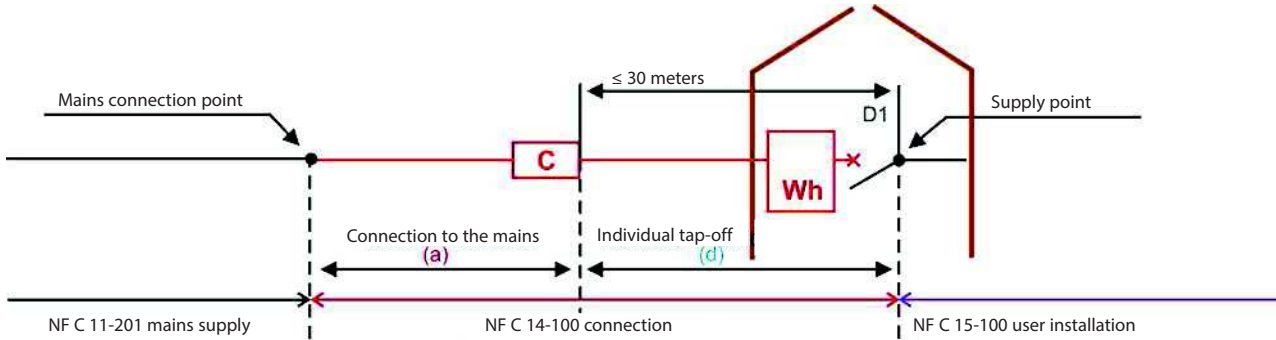 ≤ 30 meters
Mains connection point
D1
Supply point
C
Wh
Connection to the mains
(a)
Individual tap-off
(d)
NF C 11-201 mains supply
NF C 14-100 connection
NF C 15-100 user installation